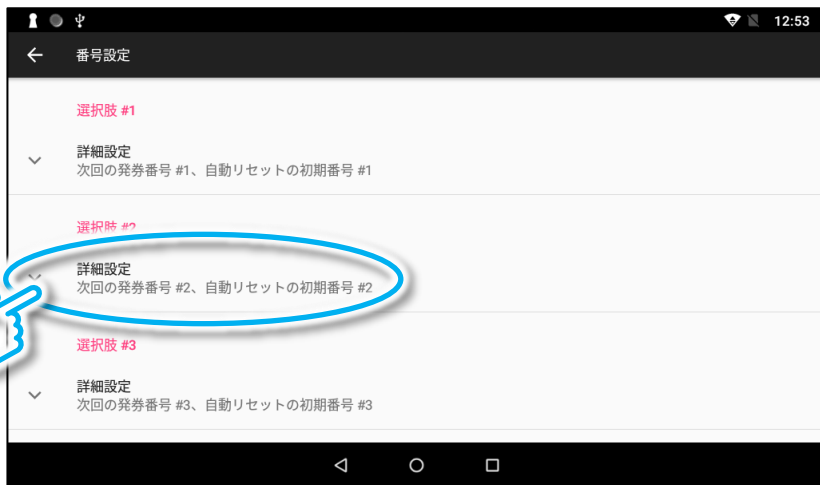 12:53
番号設定
選択肢 #1
詳細設定
次回の発券番号 #1、自動リセットの初期番号 #1
選択肢 #2
詳細設定
次回の発券番号 #2、自動リセットの初期番号 #2
選択肢 #3
詳細設定
次回の発券番号 #3、自動リセットの初期番号 #3